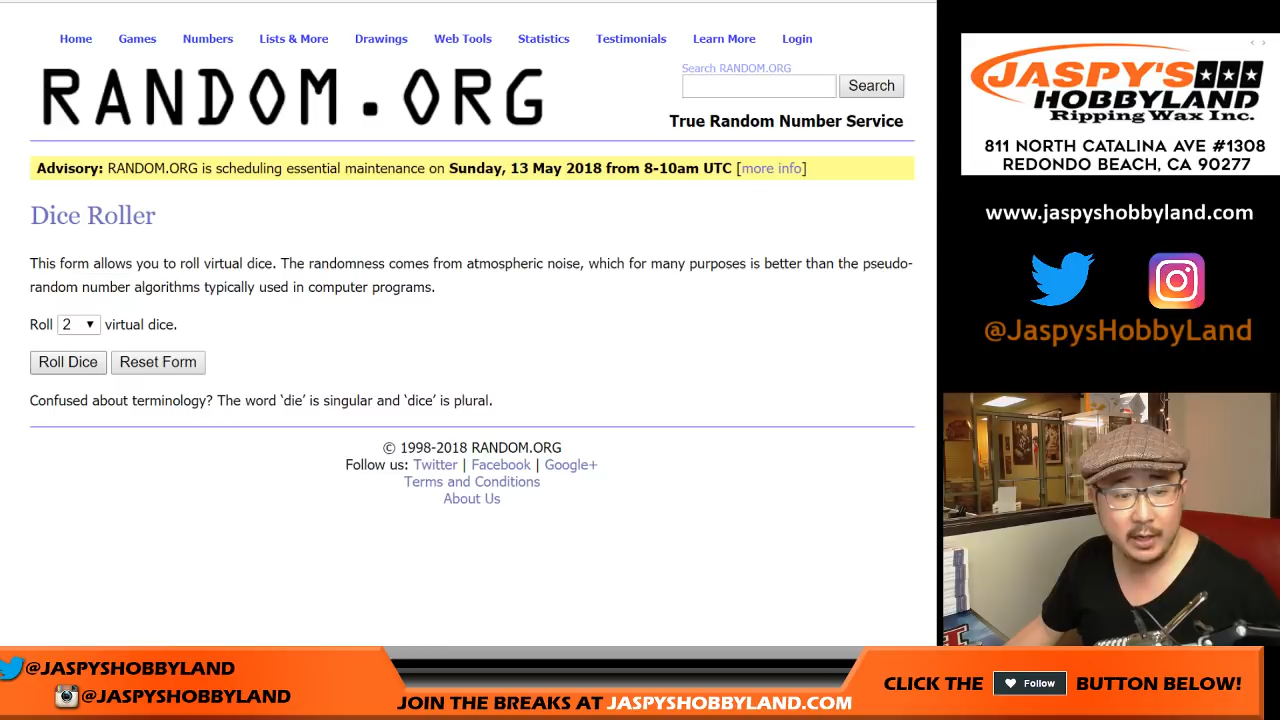 Home Games Numbers Lists & More Drawings Web Tools Statistics Testimonials Learn More Login
RANDOM.ORG
Search RANDOM.ORG
Search
True Random Number Service
Advisory: RANDOM.ORG is scheduling essential maintenance on Sunday, 13 May 2018 from 8-10am UTC [more info]
Dice Roller
This form allows you to roll virtual dice. The randomness comes from atmospheric noise, which for many purposes is better than the pseudo-
random number algorithms typically used in computer programs.
Roll 2 virtual dice.
Roll Dice Reset Form
Confused about terminology? The word ‘die’ is singular and ‘dice’ is plural.
© 1998-2018 RANDOM.ORG
Follow us: Twitter | Facebook | Google+
Terms and Conditions
About Us
JASPY'S
HOBBYLAND
Ripping Wax Inc.
811 NORTH CATALINA AVE #1308
REDONDO BEACH, CA 90277
www.jaspyshobbyland.com
@JaspysHobbyLand
@JASPYSHOBBYLAND
@JASPYSHOBBYLAND
JOIN THE BREAKS AT JASPYSHOBBYLAND.COM
CLICK THE Follow BUTTON BELOW!